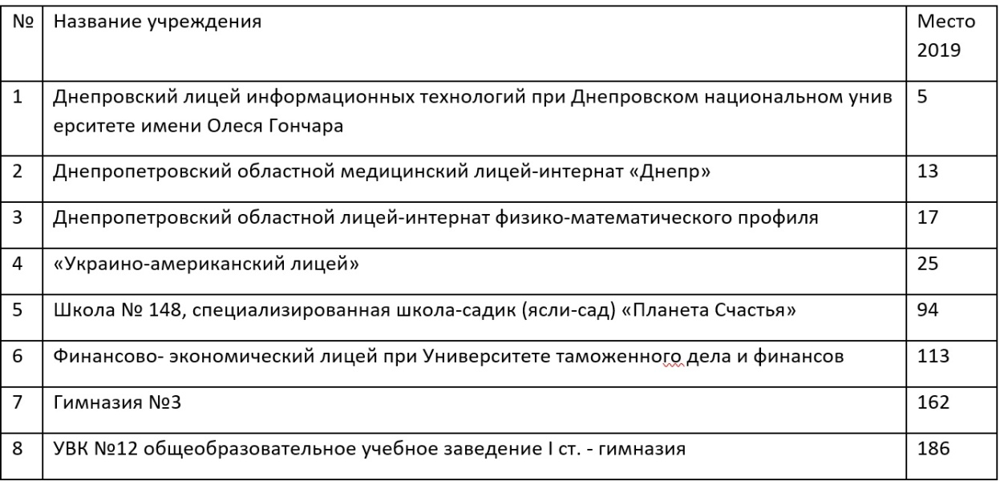 № Название учреждения Место
2019
1 Днепровский лицей информационных технологий при Днепровском национальном унив 5
ерситете имени Олеся Гончара
2 Днепропетровский областной медицинский лицей-интернат «Днепр» 13
3 Днепропетровский областной лицей-интернат физико-математического профиля 17
4 «Украино-американский лицей» 25
5 Школа № 148, специализированная школа-садик (ясли-сад) «Планета Счастья» 94
6 Финансово- экономический лицей при Университете таможенного дела и финансов 113
7 Гимназия №3 162
8 УВК №12 общеобразовательное учебное заведение I ст. - гимназия 186